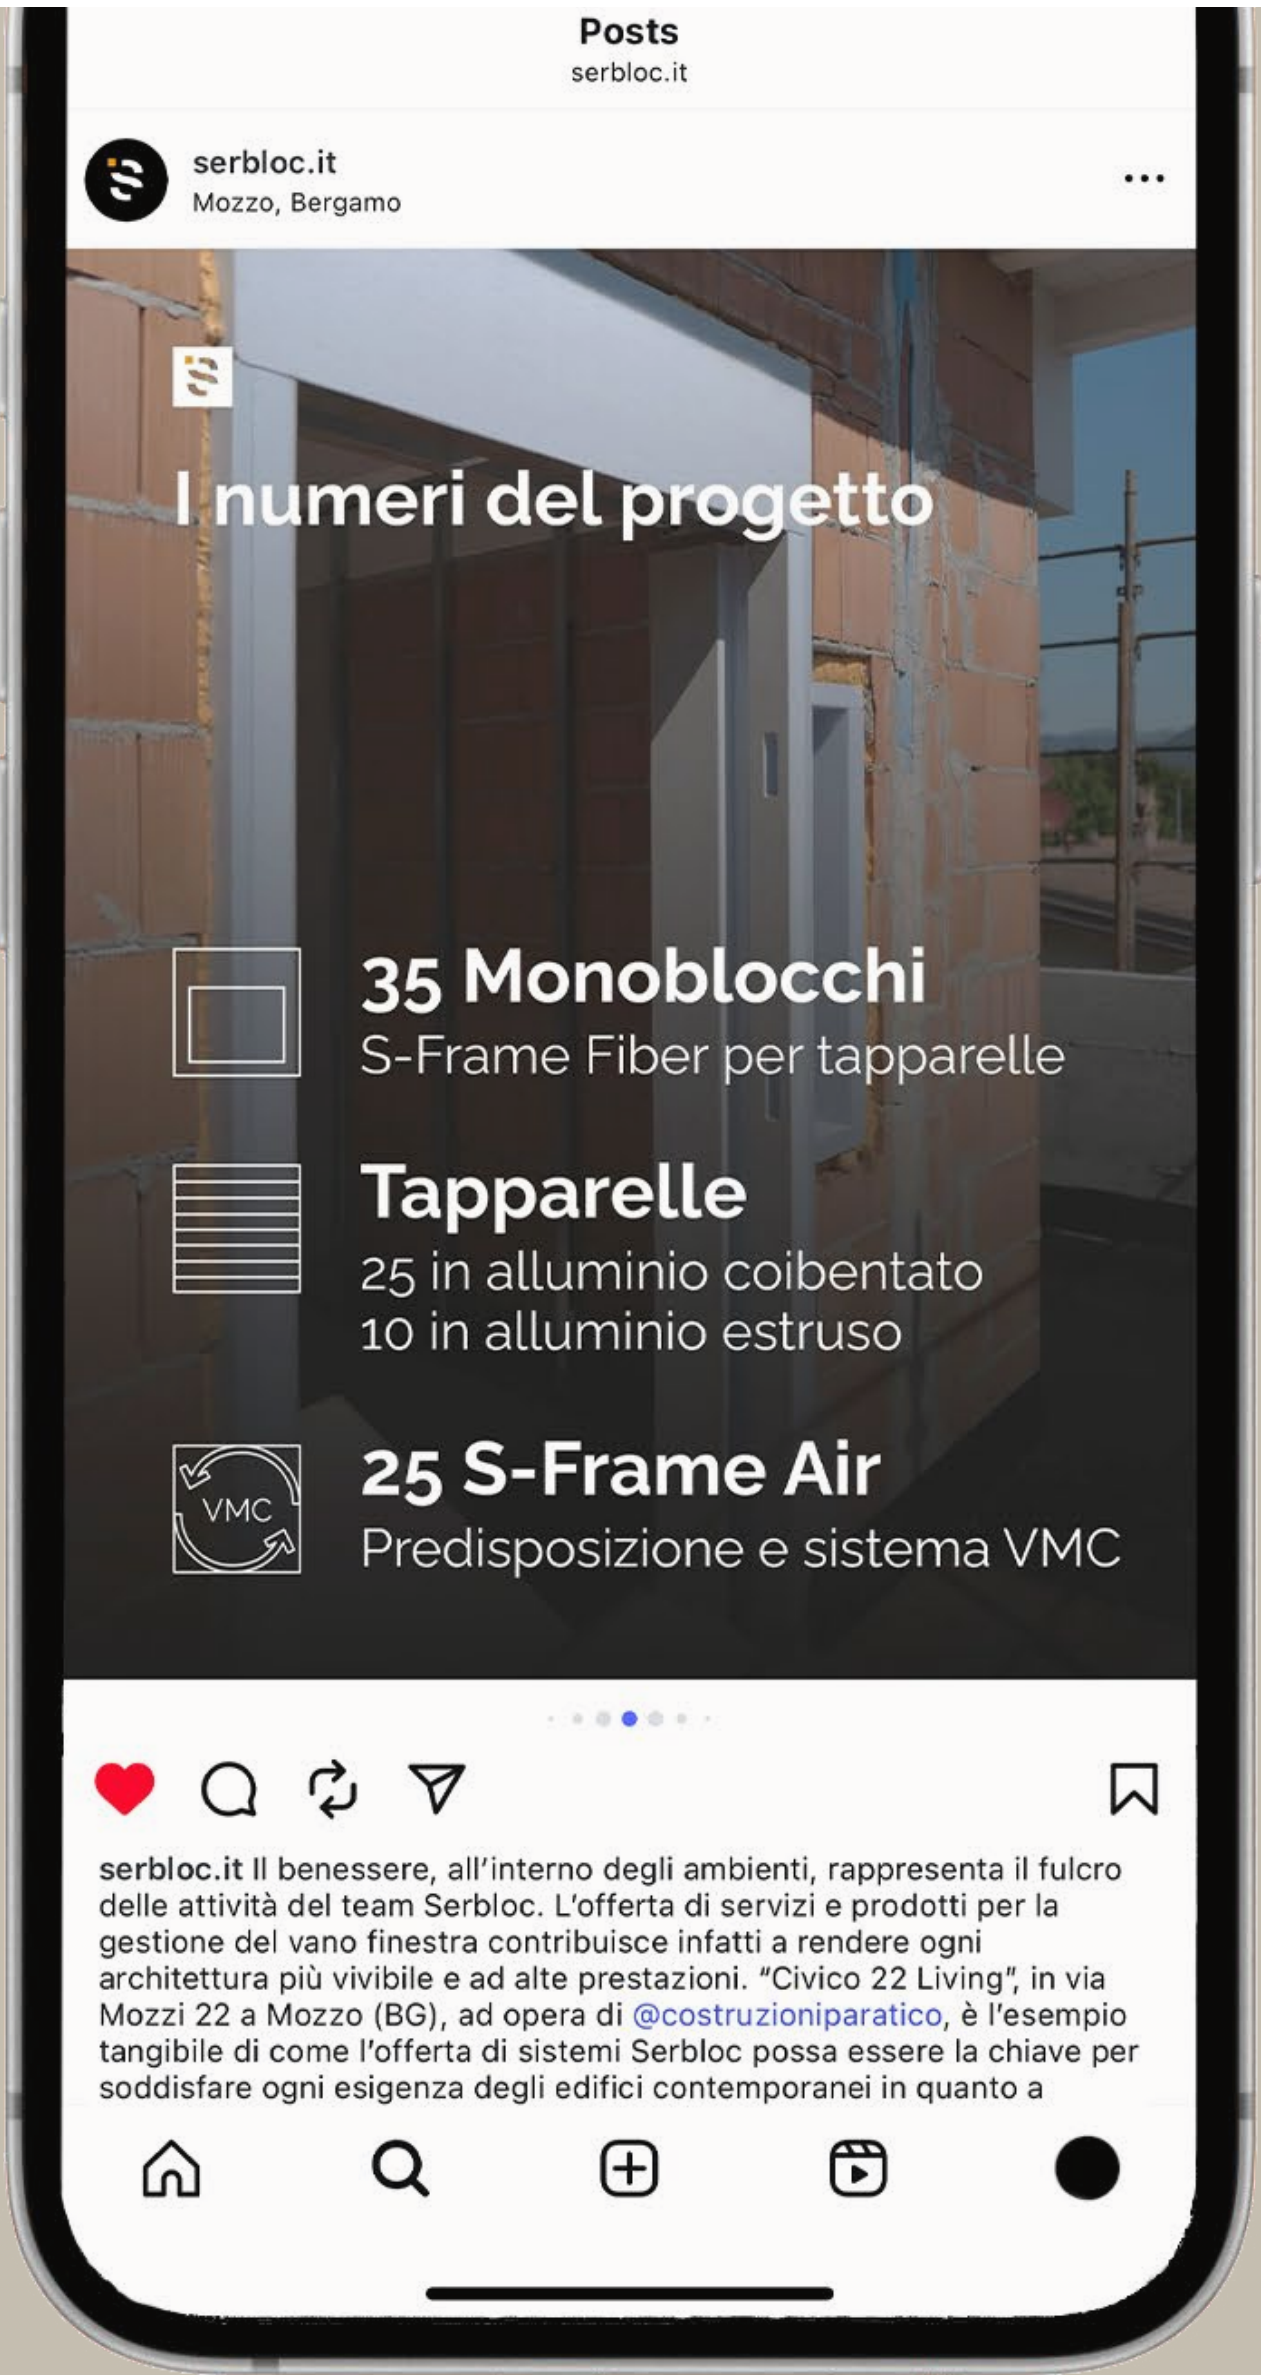 Posts
serbloc.it
serbloc.it
Mozzo, Bergamo
I numeri del progetto
35 Monoblocchi
S-Frame Fiber per tapparelle
Tapparelle
25 in alluminio coibentato
10 in alluminio estruso
VMC
25 S-Frame Air
Predisposizione e sistema VMC
serbloc.it Il benessere, all’interno degli ambienti, rappresenta il fulcro
delle attività del team Serbloc. L’offerta di servizi e prodotti per la
gestione del vano finestra contribuisce infatti a rendere ogni
architettura più vivibile e ad alte prestazioni. “Civico 22 Living”, in via
Mozzi 22 a Mozzo (BG), ad opera di @costruzioniparatico, è l’esempio
tangibile di come l’offerta di sistemi Serbloc possa essere la chiave per
soddisfare ogni esigenza degli edifici contemporanei in quanto a